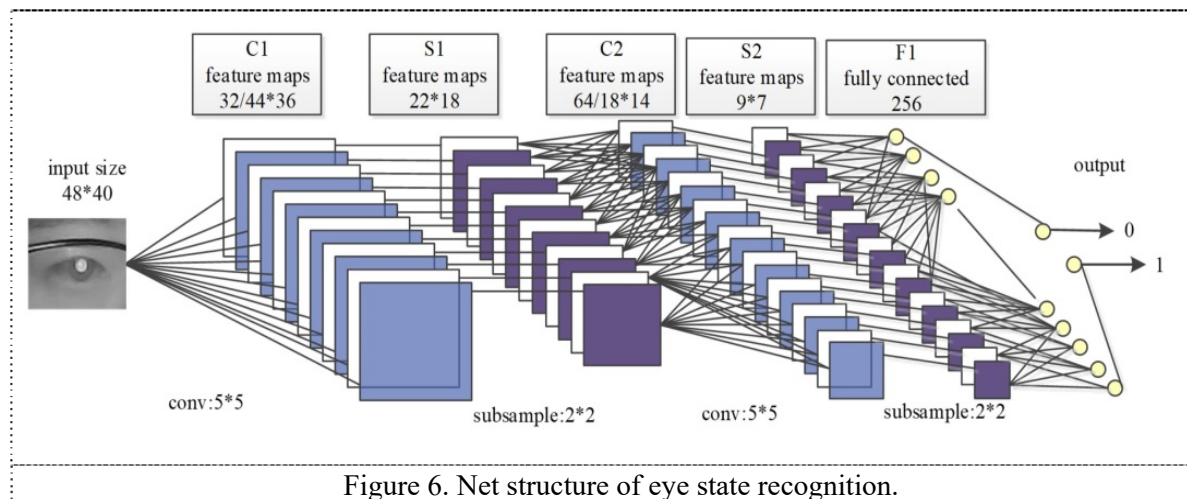 C1
feature maps
32/44*36
S1
feature maps
22*18
C2
feature maps
64/18*14
S2
feature maps
9*7
F1
fully connected
256
input size
48*40
output
0
1
conv:5*5
subsample:2*2
conv:5*5
subsample:2*2
Figure 6. Net structure of eye state recognition.